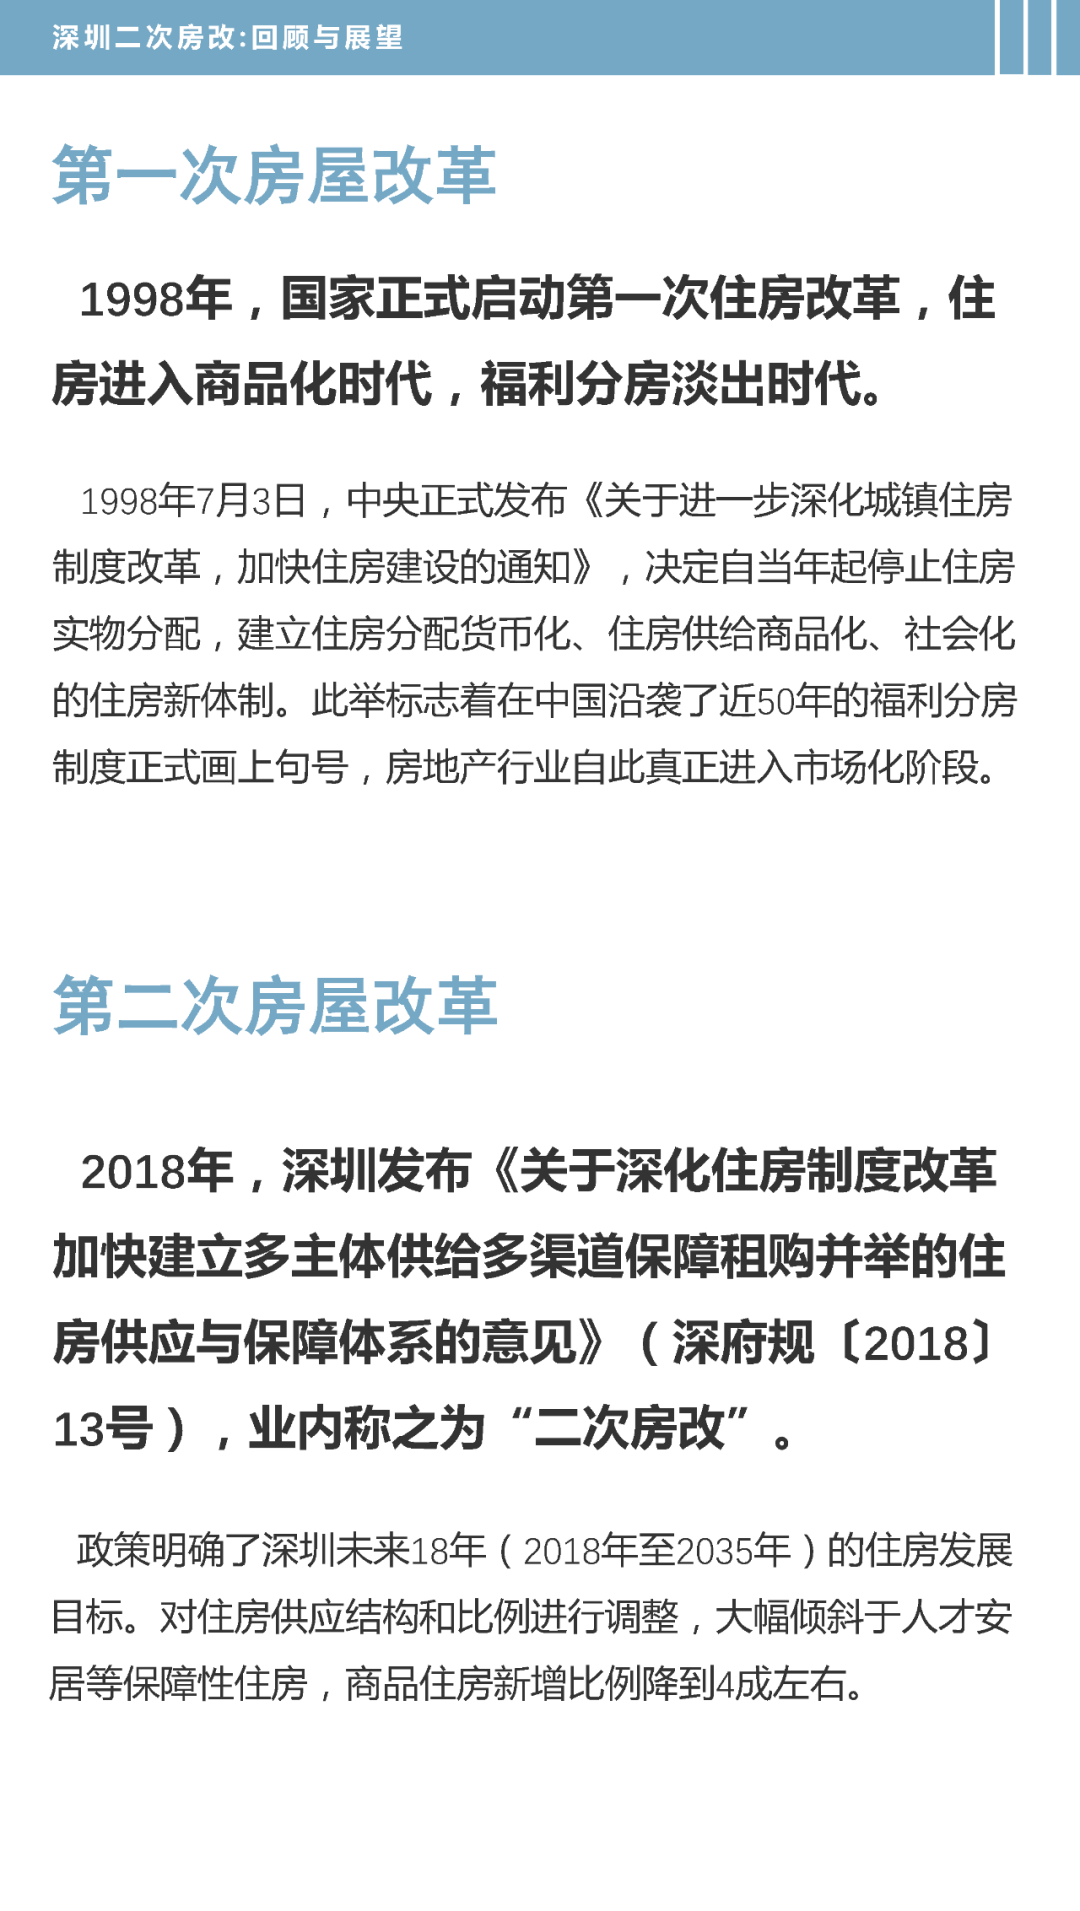 深圳二次房改:回顾与展望
第一次房屋改革
1998年，国家正式启动第一次住房改革，住
房进入商品化时代，福利分房淡出时代。
1998年7月3日，中央正式发布《关于进一步深化城镇住房
制度改革，加快住房建设的通知》，决定自当年起停止住房
实物分配，建立住房分配货币化、住房供给商品化、社会化
的住房新体制。此举标志着在中国沿袭了近50年的福利分房
制度正式画上句号，房地产行业自此真正进入市场化阶段。
第二次房屋改革
2018年，深圳发布《关于深化住房制度改革
加快建立多主体供给多渠道保障租购并举的住
房供应与保障体系的意见》（深府规〔2018〕
13号），业内称之为“二次房改”。
政策明确了深圳未来18年（2018年至2035年）的住房发展
目标。对住房供应结构和比例进行调整，大幅倾斜于人才安
居等保障性住房，商品住房新增比例降到4成左右。